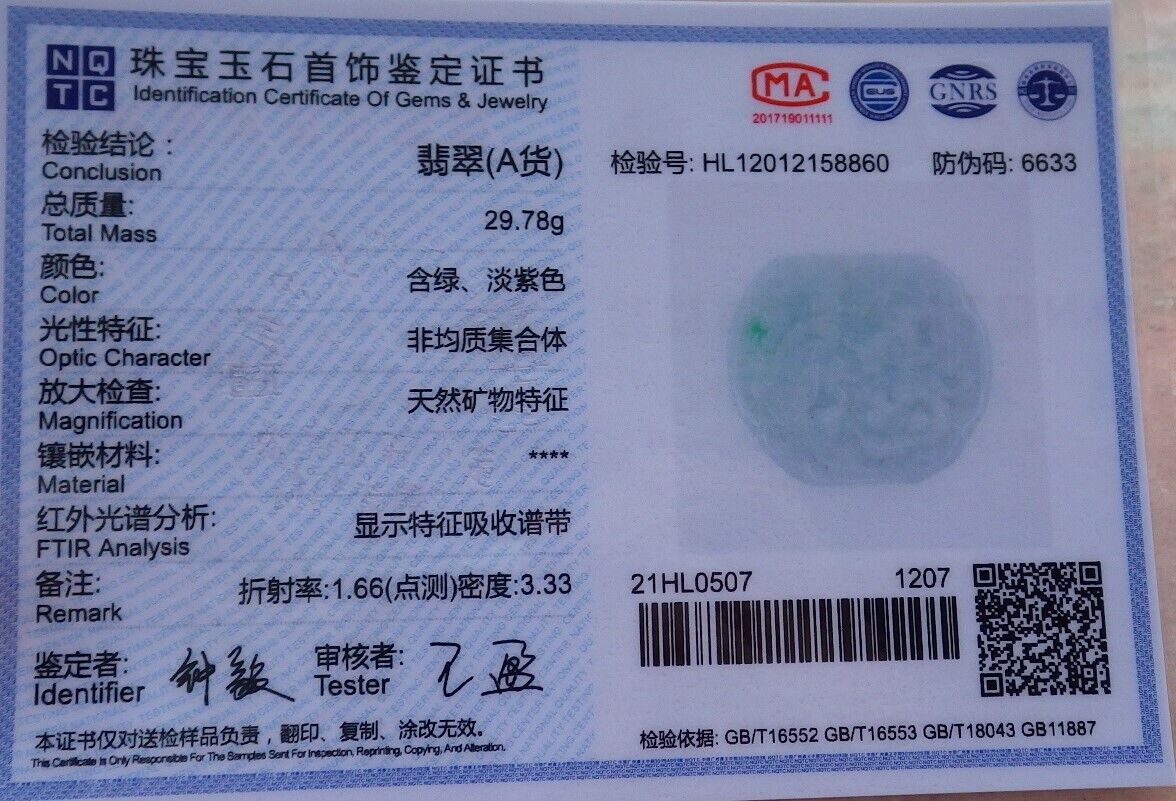 NQ
TC
珠宝玉石首饰鉴定证书
Identification Certificate Of Gems & Jewelry
检验结论：
Conclusion
翡翠(A货)
总质量:
Total Mass
29.78g
颜色:
Color
含绿、淡紫色
光性特征:
Optic Character
非均质集合体
放大检查:
Magnification
天然矿物特征
镶嵌材料:
Material
****
红外光谱分析:
FTIR Analysis
显示特征吸收谱带
备注:
Remark
折射率:1.66(点测)密度:3.33
鉴定者:
Identifier
钟敏
审核者:
Tester
王盈
本证书仅对送检样品负责，翻印、复制、涂改无效。
This Certificate Is Only Responsible For The Samples Sent For Inspection, Reprinting, Copying, And Alteration.
MA
201719011111
GNRS
检验号: HL12012158860 防伪码: 6633
21HL0507 1207
检验依据: GB/T16552 GB/T16553 GB/T18043 GB11887